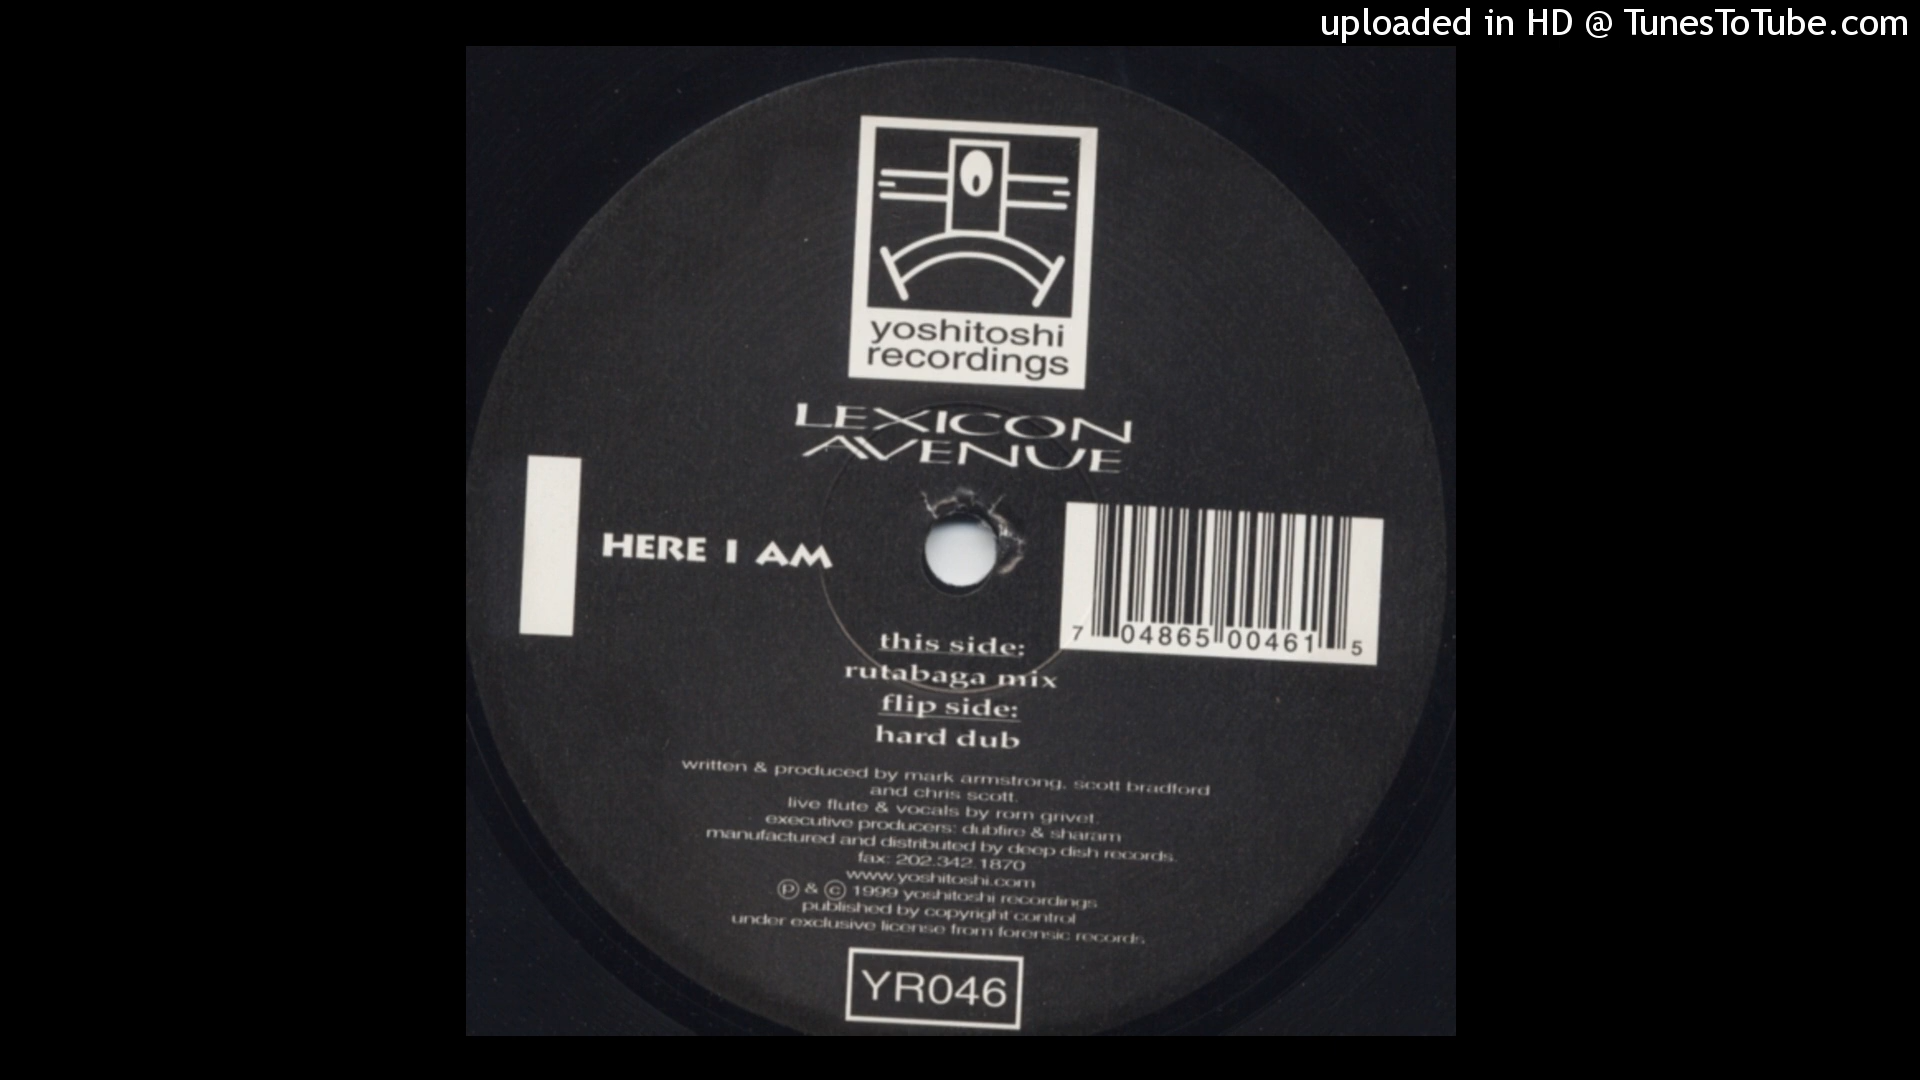 uploaded in HD @ TunesToTube.com
yoshitoshi
recordings
LEXICON
AVENUE
HERE I AM
7 04865 00461 5
this side:
rutabaga mix
flip side:
hard dub
written & produced by mark armstrong, scott bradford
and chris scott.
live flute & vocals by rom grivet.
executive producers: dubfire & sharam
manufactured and distributed by deep dish records.
fax: 202.342.1870
www.yoshitoshi.com
ⓟ & ⓒ 1999 yoshitoshi recordings
published by copyright control
under exclusive license from forensic records
YR046